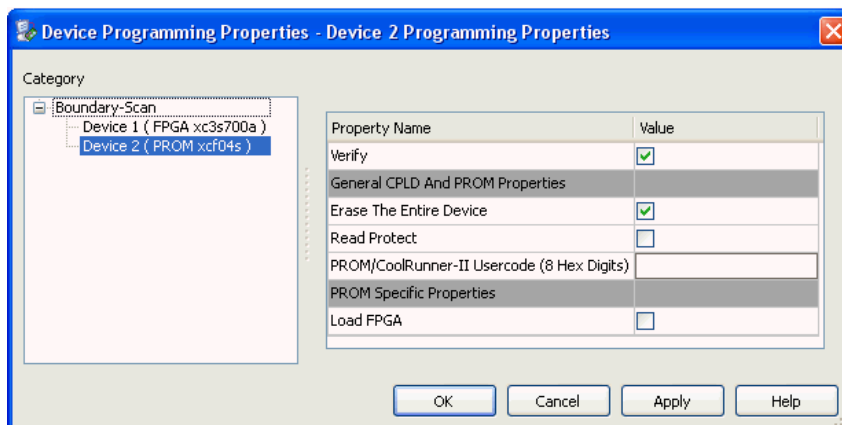 Device Programming Properties - Device 2 Programming Properties
Category
Boundary-Scan
Device 1 ( FPGA xc3s700a )
Device 2 ( PROM xcf04s )
Property Name Value
Verify
General CPLD And PROM Properties
Erase The Entire Device
Read Protect
PROM/CoolRunner-II Usercode (8 Hex Digits)
PROM Specific Properties
Load FPGA
OK Cancel Apply Help